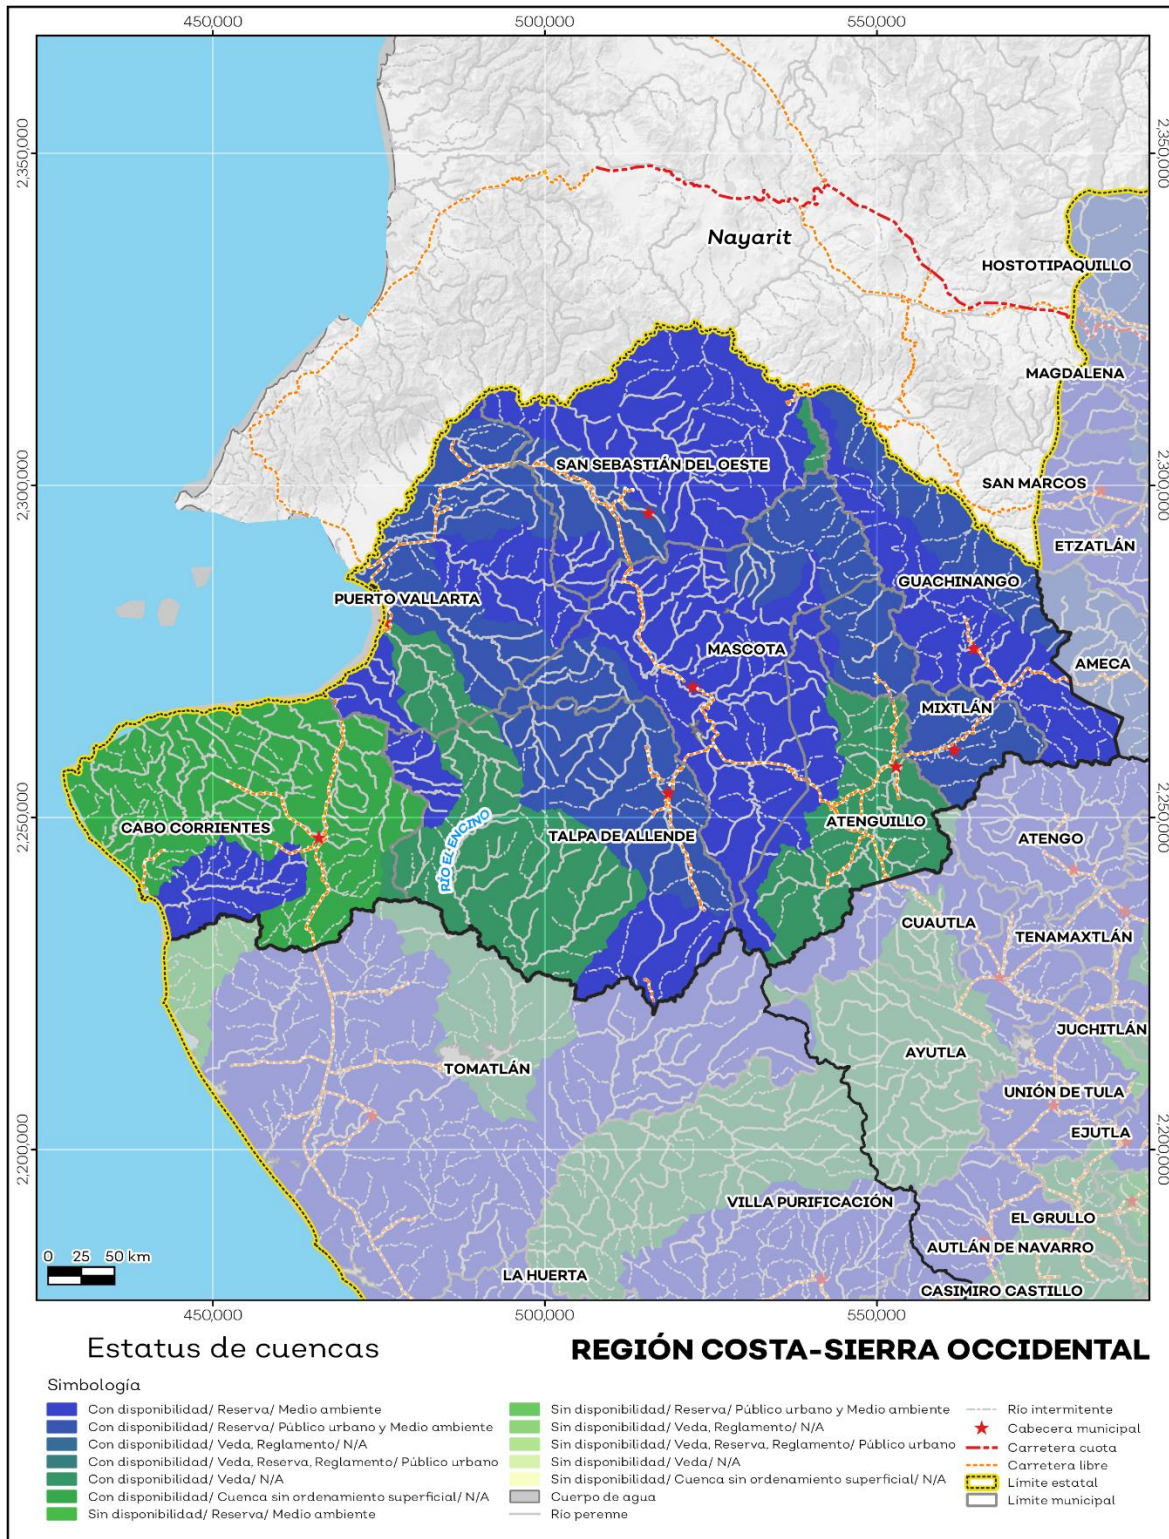 450,000 500,000 550,000
2,350,000 2,350,000
Nayarit
HOSTOTIPAQUILLO
MAGDALENA
SAN SEBASTIÁN DEL OESTE
SAN MARCOS
2,300,000 2,300,000
ETZATLÁN
GUACHINANGO
PUERTO VALLARTA
MASCOTA
AMECA
MIXTLÁN
2,250,000 2,250,000
CABO CORRIENTES
RÍO EL ENCINO
TALPA DE ALLENDE
ATENGUILLO
ATENGO
CUAUTLA
TENAMAXTLÁN
JUCHITLÁN
AYUTLA
TOMATLÁN
UNIÓN DE TULA
EJUTLA
2,200,000 2,200,000
VILLA PURIFICACIÓN
EL GRULLO
AUTLÁN DE NAVARRO
0 25 50 km
LA HUERTA
CASIMIRO CASTILLO
450,000 500,000 550,000
Estatus de cuencas
REGIÓN COSTA-SIERRA OCCIDENTAL
Simbología
Con disponibilidad/ Reserva/ Medio ambiente
Con disponibilidad/ Reserva/ Público urbano y Medio ambiente
Con disponibilidad/ Veda, Reglamento/ N/A
Con disponibilidad/ Veda, Reserva, Reglamento/ Público urbano
Con disponibilidad/ Veda/ N/A
Con disponibilidad/ Cuenca sin ordenamiento superficial/ N/A
Sin disponibilidad/ Reserva/ Medio ambiente
Sin disponibilidad/ Reserva/ Público urbano y Medio ambiente
Sin disponibilidad/ Veda, Reglamento/ N/A
Sin disponibilidad/ Veda, Reserva, Reglamento/ Público urbano
Sin disponibilidad/ Veda/ N/A
Sin disponibilidad/ Cuenca sin ordenamiento superficial/ N/A
Cuerpo de agua
Río perenne
Río intermitente
Cabecera municipal
Carretera cuota
Carretera libre
Límite estatal
Límite municipal